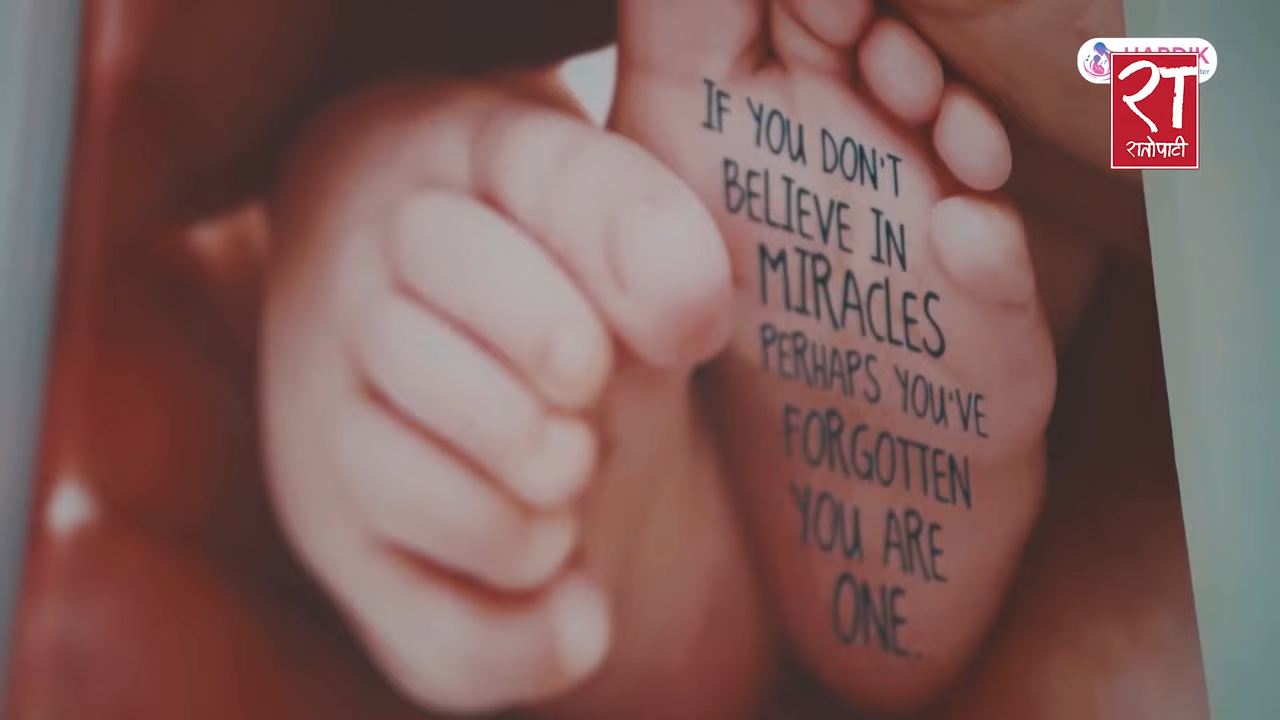 IF YOU DON'T
BELIEVE IN
MIRACLES
PERHAPS YOU'VE
FORGOTTEN
YOU ARE
ONE.
रा
रातोपाटी